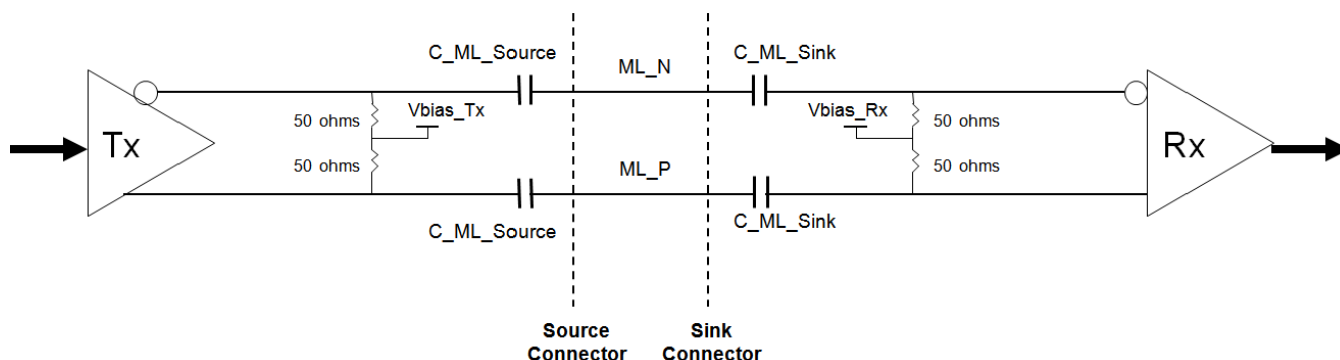 C_ML_Source
ML_N
C_ML_Sink
Vbias_Tx
Vbias_Rx
50 ohms
50 ohms
Tx
Rx
50 ohms
50 ohms
ML_P
C_ML_Source
C_ML_Sink
Source
Connector
Sink
Connector